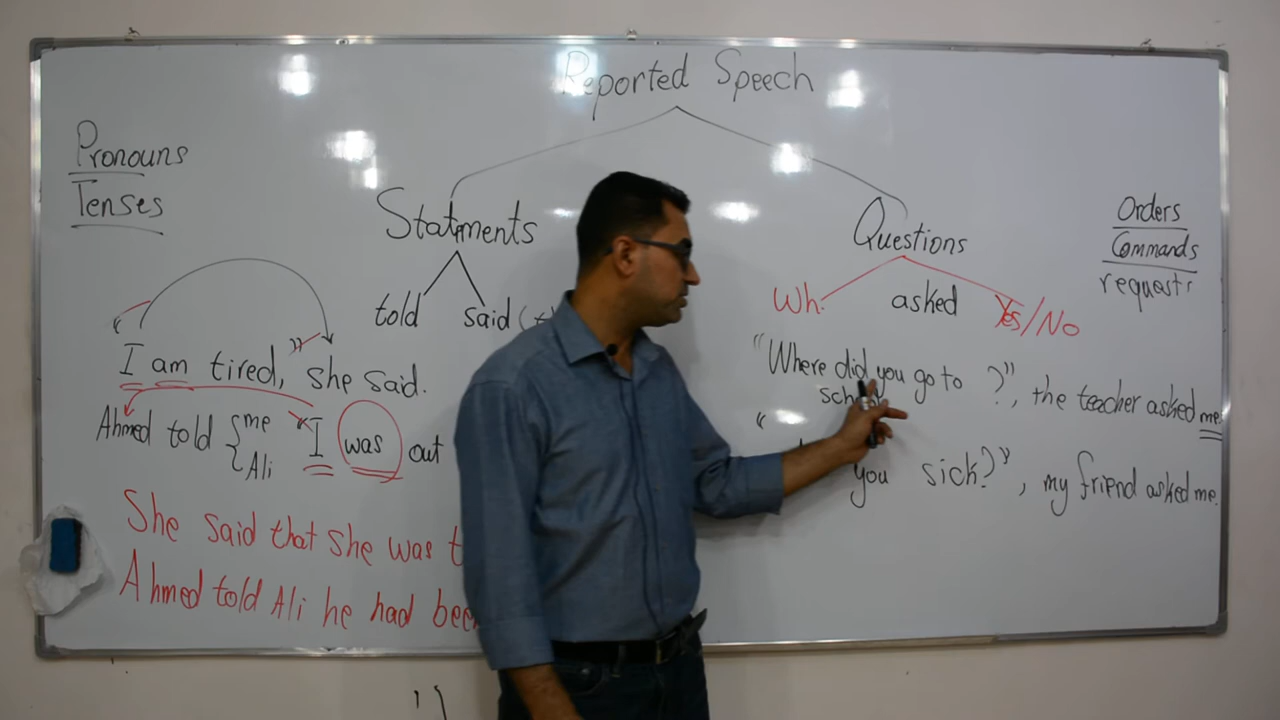 Reported Speech
Pronouns
Tenses
Statments
told said (
"I am tired," she said.
Ahmed told { me Ali " I was out
She said that she was
Ahmed told Ali he had been
Questions
Wh. asked Yes/No
"Where did you go to ?", the teacher asked me.
"
you sick?", my friend asked me.
Orders
Commands
requests